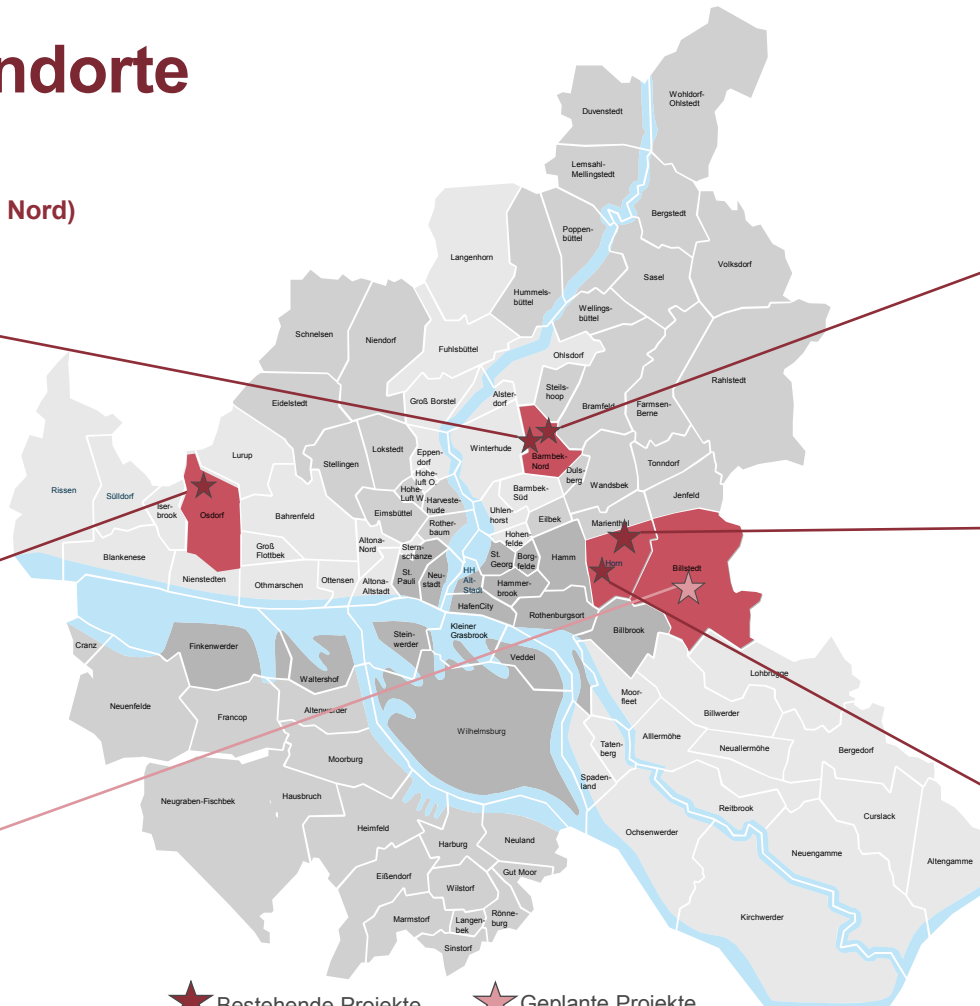 ndorte
Nord)
Wohldorf-
Ohlstedt
Duvenstedt
Lemsahl-
Mellingstedt
Bergstedt
Poppen-
büttel
Langenhorn
Volksdorf
Sasel
Hummels-
büttel
Wellings-
büttel
Schnelsen
Niendorf
Fuhlsbüttel
Ohlsdorf
Rahlstedt
Steils-
hoop
Alster-
dorf
Groß Borstel
Eidelstedt
Bramfeld
Farmsen-
Berne
Lurup
Lokstedt
Eppen-
dorf
Winterhude
Barmbek-
Nord
Stellingen
Tonndorf
Duls-
berg
Wandsbek
Hohe-
luft O.
Rissen
Sülldorf
Hohe-
Luft W.
Barmbek-
Süd
Jenfeld
Iser-
brook
Osdorf
Bahrenfeld
Eimsbüttel
Harveste-
hude
Uhlen-
horst
Eilbek
Marienthal
Rother-
baum
Hohen-
felde
Altona-
Nord
Groß
Flottbek
Stern-
schanze
St.
Georg
Borg-
felde
Hamm
Horn
Billstedt
Blankenese
Nienstedten
Othmarschen
Ottensen
Altona-
Altstadt
St.
Pauli
Neu-
stadt
HH
Alt-
Stadt
Hammer-
brook
HafenCity
Rothenburgsort
Billbrook
Cranz
Finkenwerder
Stein-
werder
Kleiner
Grasbrook
Veddel
Waltershof
Lohbrügge
Moor-
fleet
Neuenfelde
Francop
Altenwerder
Billwerder
Wilhelmsburg
Alllermöhe
Neuallermöhe
Bergedorf
Taten-
berg
Moorburg
Spaden-
land
Neugraben-Fischbek
Hausbruch
Reitbrook
Curslack
Heimfeld
Ochsenwerder
Harburg
Neuland
Neuengamme
Altengamme
Eißendorf
Gut Moor
Wilstorf
Marmstorf
Langen-
bek
Rönne-
burg
Kirchwerder
Sinstorf
Bestehende Projekte
Geplante Projekte